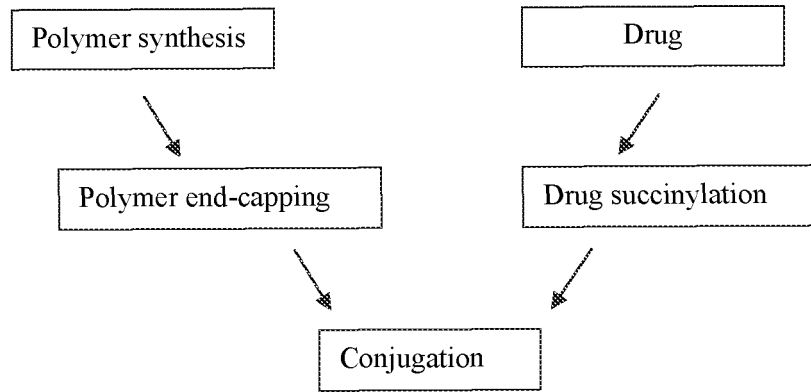 Polymer synthesis
Drug
Polymer end-capping
Drug succinylation
Conjugation